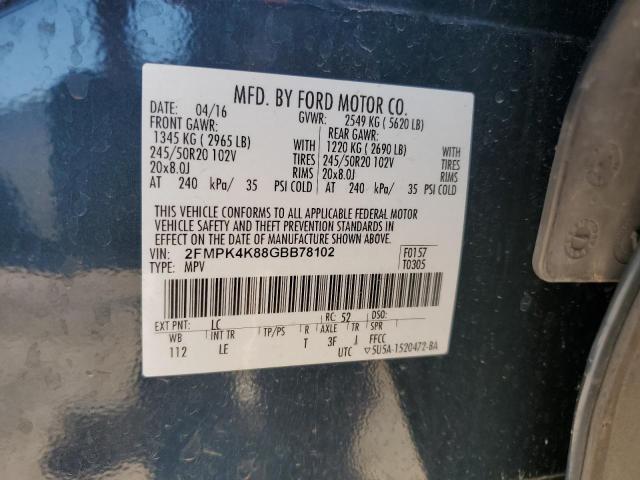 MFD. BY FORD MOTOR CO.
DATE: 04/16 GVWR: 2549 KG ( 5620 LB)
FRONT GAWR: REAR GAWR:
1345 KG ( 2965 LB) WITH 1220 KG ( 2690 LB) WITH
245/50R20 102V TIRES 245/50R20 102V TIRES
20x8.0J RIMS 20x8.0J RIMS
AT 240 kPa/ 35 PSI COLD AT 240 kPa/ 35 PSI COLD
THIS VEHICLE CONFORMS TO ALL APPLICABLE FEDERAL MOTOR
VEHICLE SAFETY AND THEFT PREVENTION STANDARDS IN
EFFECT ON THE DATE OF MANUFACTURE SHOWN ABOVE.
VIN: 2FMPK4K88GBB78102 F0157
TYPE: MPV T0305
EXT PNT: LC RC: 52 DSO:
WB INT TR TP/PS R AXLE TR SPR
112 LE T 3F J FFCC
UTC ▽5U5A-1520472-BA